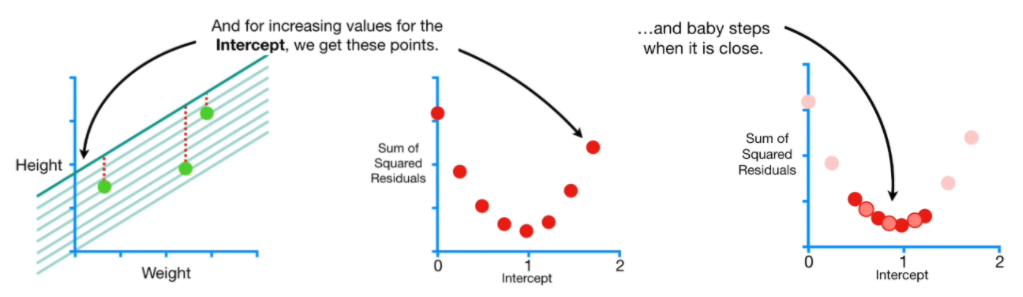 And for increasing values for the
Intercept, we get these points.
Height
Weight
Sum of
Squared
Residuals
0
1
2
Intercept
...and baby steps
when it is close.
Sum of
Squared
Residuals
0
1
2
Intercept